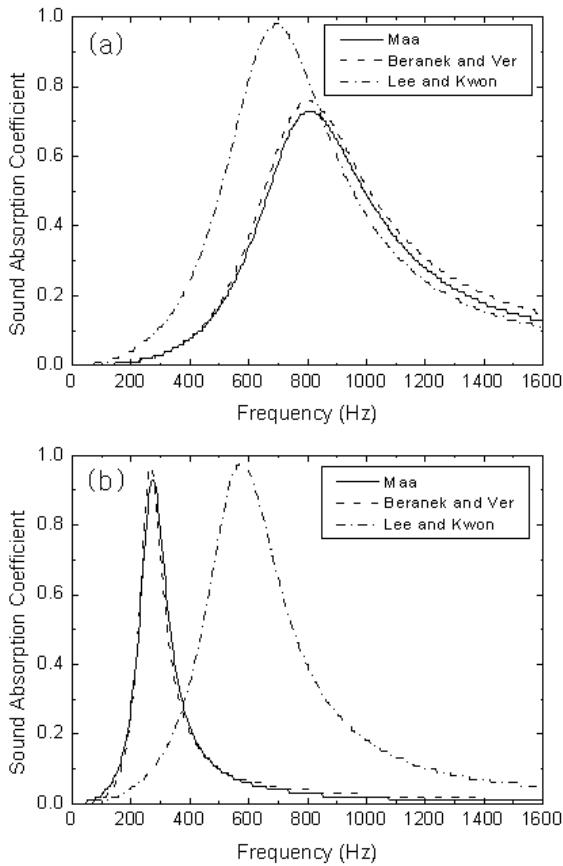 (a)
Maa
Beranek and Ver
Lee and Kwon
Sound Absorption Coefficient
1.0
0.8
0.6
0.4
0.2
0.0
0 200 400 600 800 1000 1200 1400 1600
Frequency (Hz)
(b)
Maa
Beranek and Ver
Lee and Kwon
Sound Absorption Coefficient
1.0
0.8
0.6
0.4
0.2
0.0
0 200 400 600 800 1000 1200 1400 1600
Frequency (Hz)